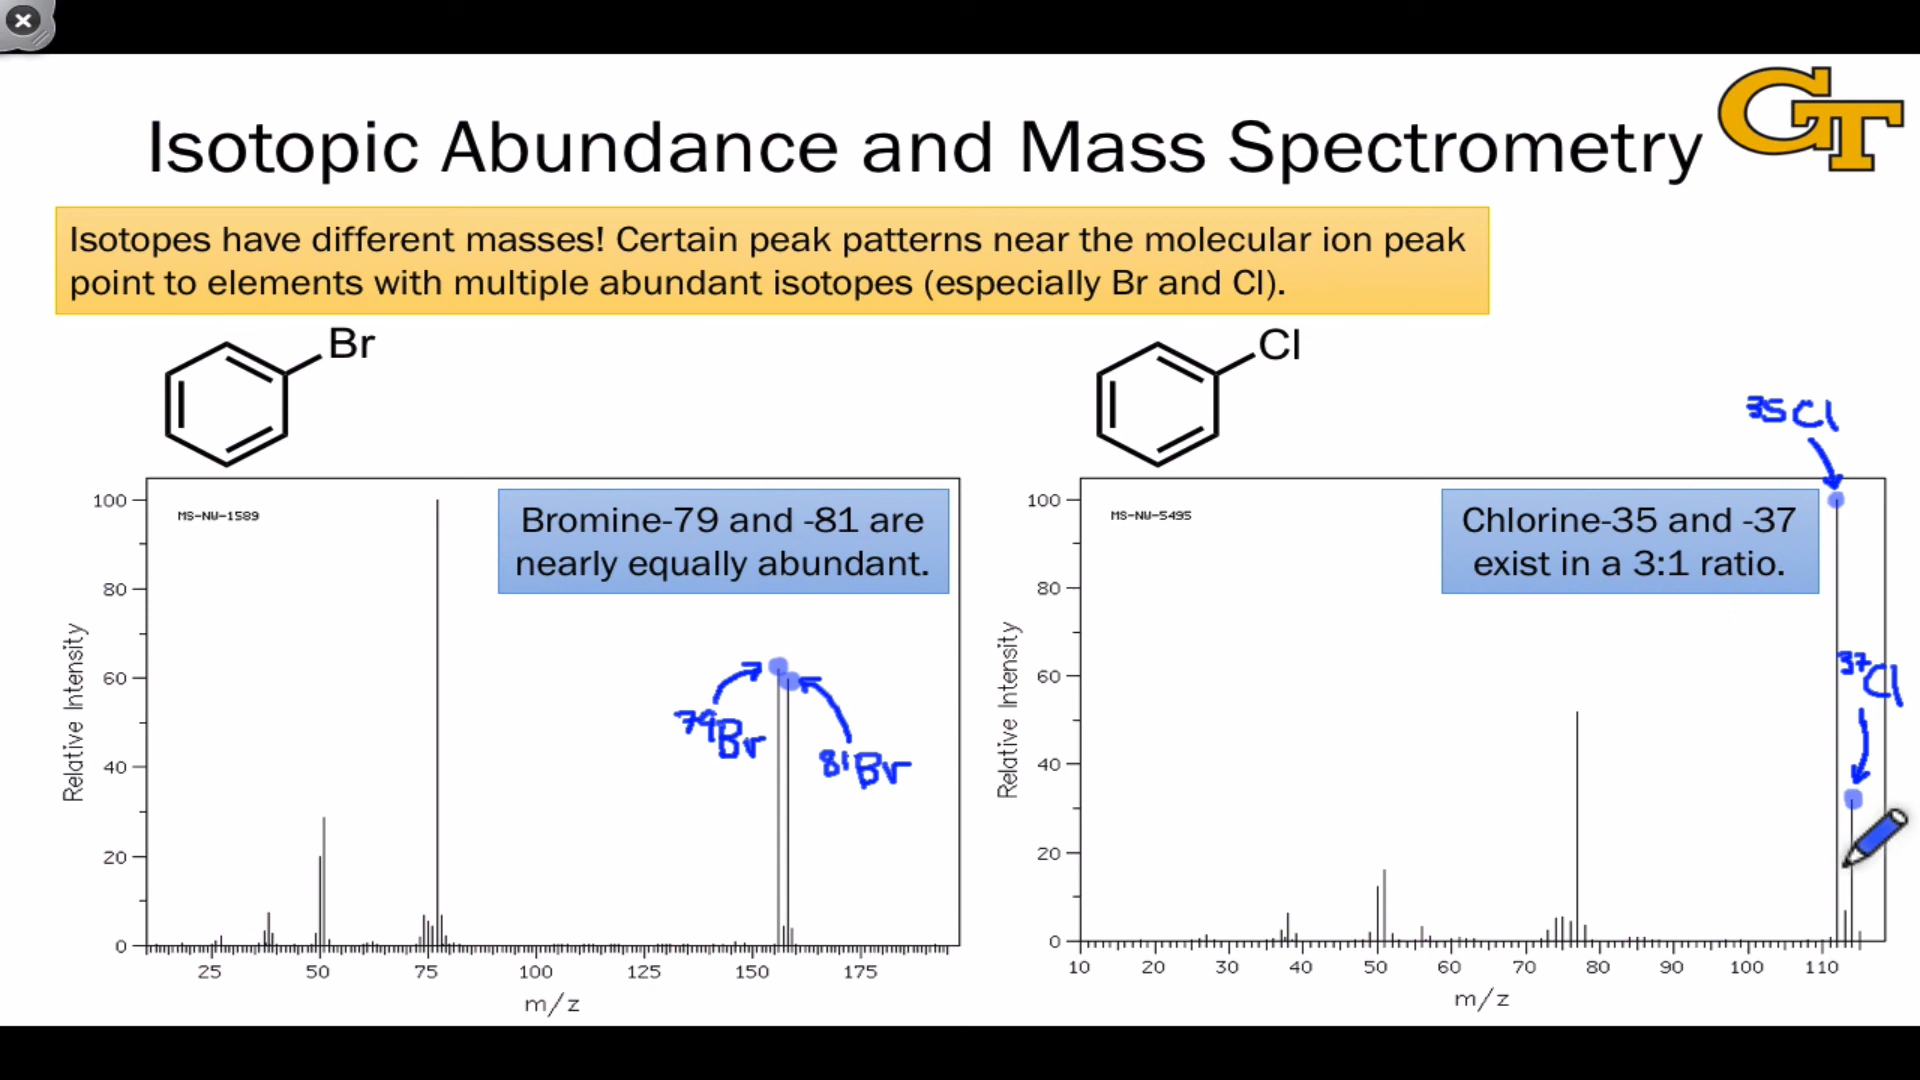 GT
Isotopic Abundance and Mass Spectrometry
Isotopes have different masses! Certain peak patterns near the molecular ion peak
point to elements with multiple abundant isotopes (especially Br and Cl).
Br
MS-NW-1589
Bromine-79 and -81 are
nearly equally abundant.
79Br
81Br
Relative Intensity
100
80
60
40
20
0
25 50 75 100 125 150 175
m/z
Cl
35Cl
MS-NW-5495
Chlorine-35 and -37
exist in a 3:1 ratio.
37Cl
Relative Intensity
100
80
60
40
20
0
10 20 30 40 50 60 70 80 90 100 110
m/z